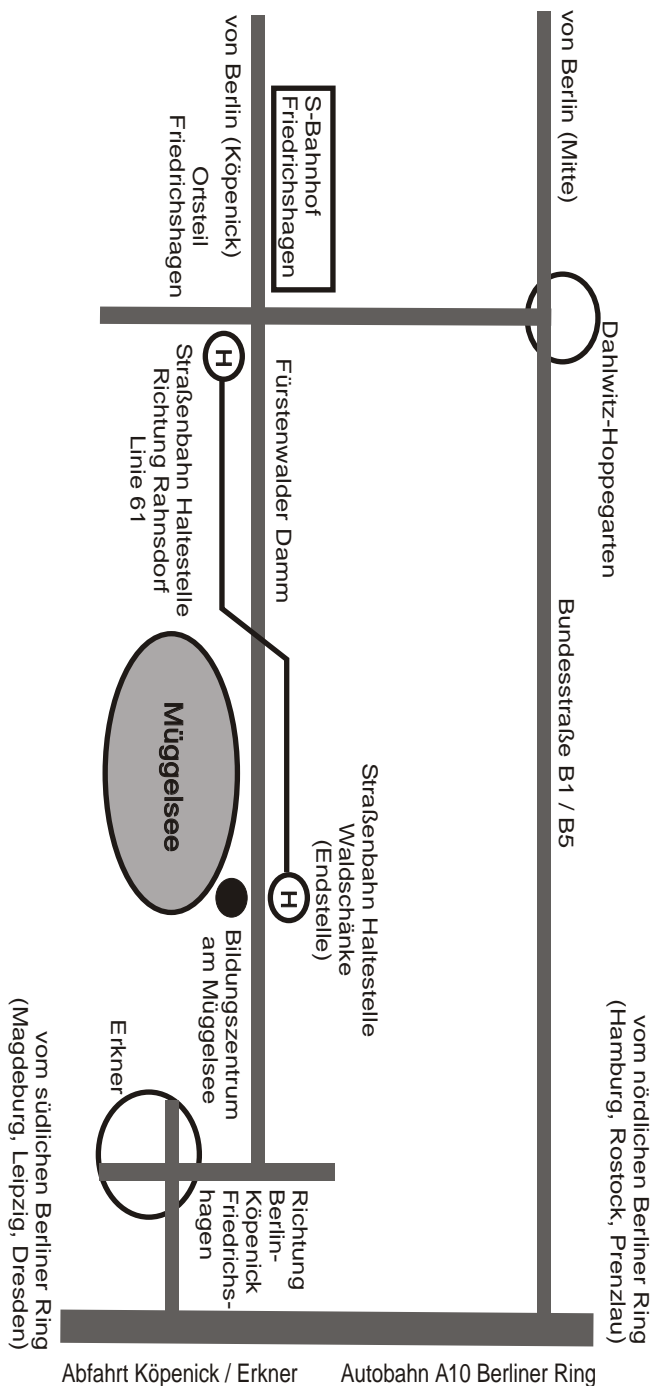 von Berlin (Mitte)
Dahlwitz-Hoppegarten
Bundesstraße B1 / B5
vom nördlichen Berliner Ring
(Hamburg, Rostock, Prenzlau)
S-Bahnhof
Friedrichshagen
von Berlin (Köpenick)
Ortsteil
Friedrichshagen
Fürstenwalder Damm
H
Straßenbahn Haltestelle
Richtung Rahnsdorf
Linie 61
Straßenbahn Haltestelle
Waldschänke
(Endstelle)
H
Müggelsee
Bildungszentrum
am Müggelsee
Richtung
Berlin-
Köpenick
Friedrichs-
hagen
Erkner
vom südlichen Berliner Ring
(Magdeburg, Leipzig, Dresden)
Abfahrt Köpenick / Erkner
Autobahn A10 Berliner Ring